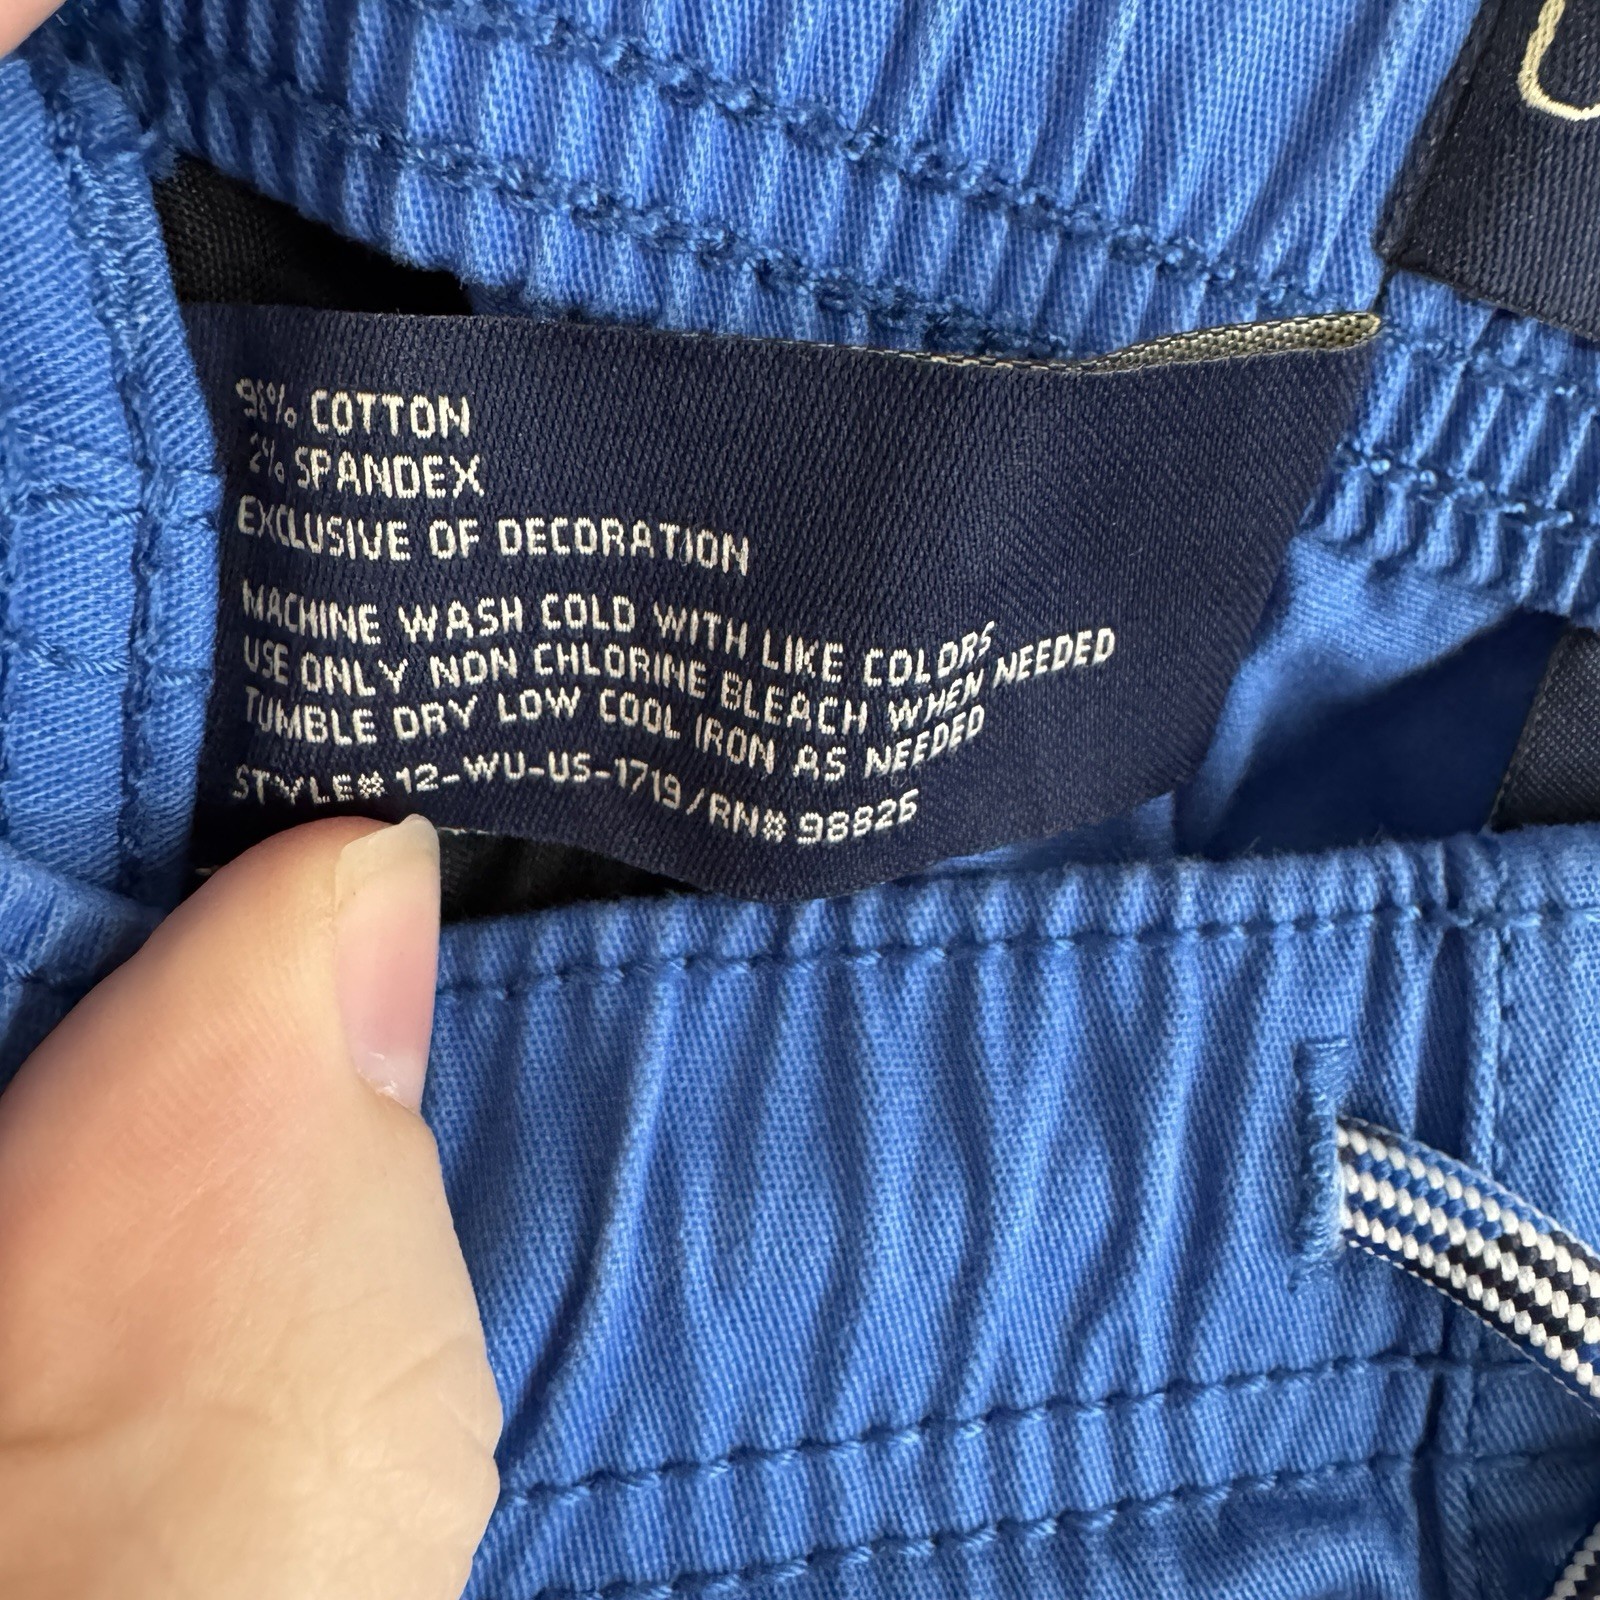 98% COTTON
2% SPANDEX
EXCLUSIVE OF DECORATION
MACHINE WASH COLD WITH LIKE COLORS
USE ONLY NON CHLORINE BLEACH WHEN NEEDED
TUMBLE DRY LOW COOL IRON AS NEEDED
STYLE# 12-WU-US-1719/RN# 98826